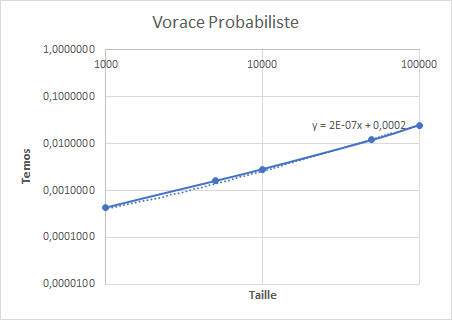 Vorace Probabiliste
1,0000000
1000 10000 100000
0,1000000
y = 2E-07x + 0,0002
0,0100000
Temos
0,0010000
0,0001000
0,0000100
Taille